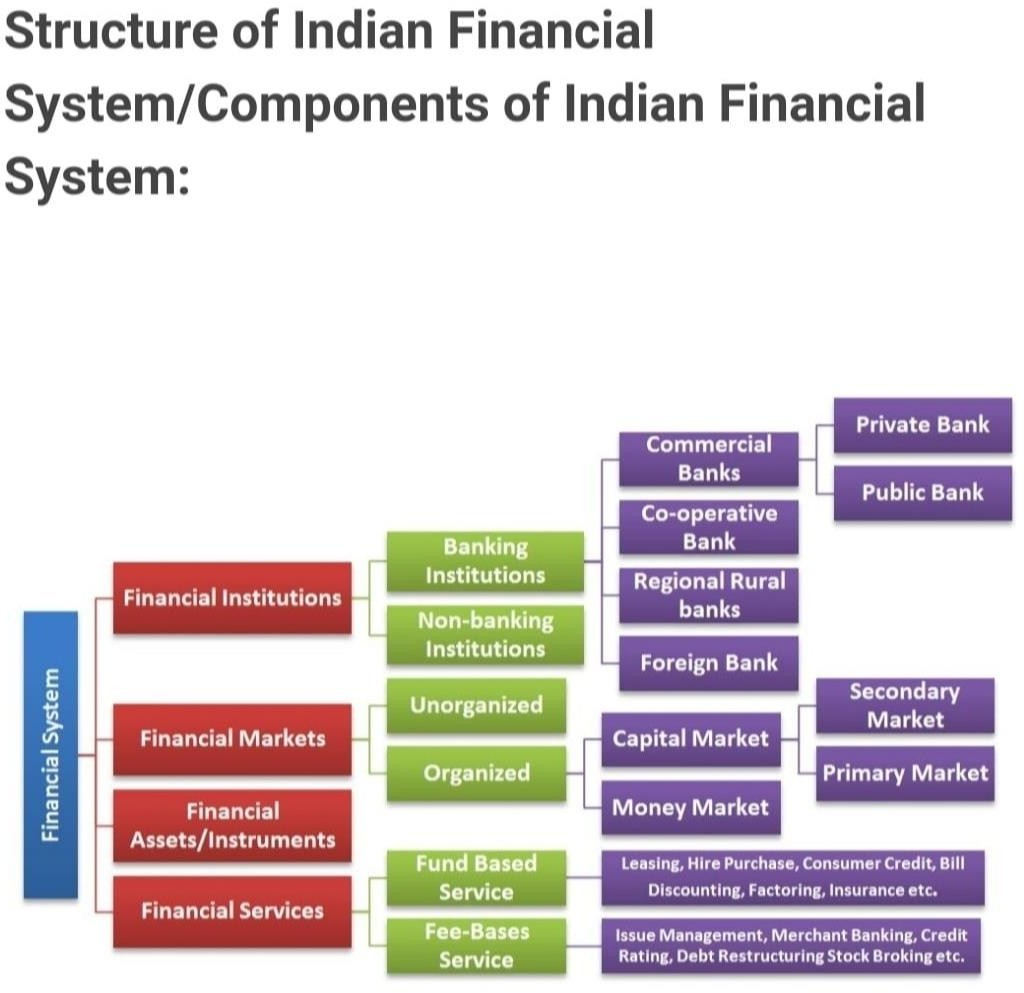 Structure of Indian Financial
System/Components of Indian Financial
System:
Financial System
Financial Institutions
Banking
Institutions
Commercial
Banks
Private Bank
Public Bank
Co-operative
Bank
Regional Rural
banks
Foreign Bank
Non-banking
Institutions
Financial Markets
Unorganized
Organized
Capital Market
Secondary
Market
Primary Market
Money Market
Financial
Assets/Instruments
Financial Services
Fund Based
Service
Leasing, Hire Purchase, Consumer Credit, Bill
Discounting, Factoring, Insurance etc.
Fee-Bases
Service
Issue Management, Merchant Banking, Credit
Rating, Debt Restructuring Stock Broking etc.